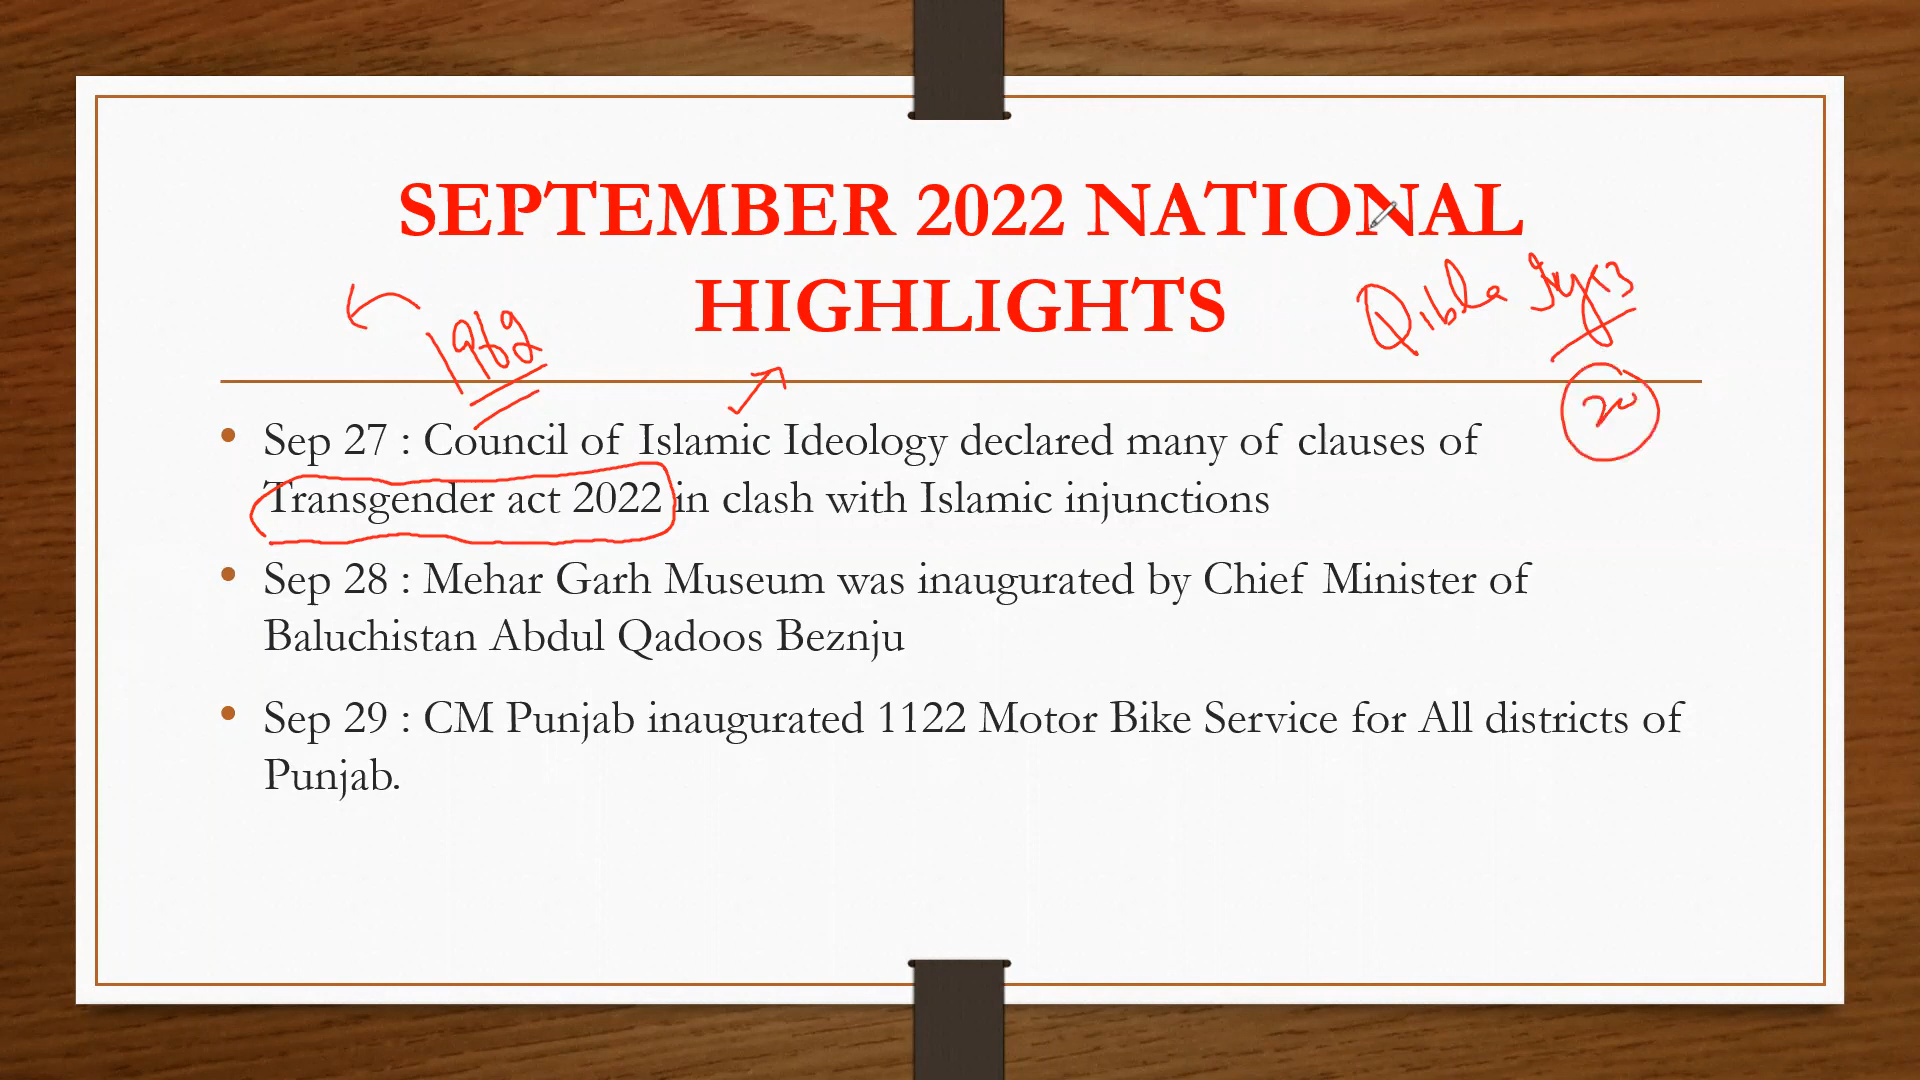 SEPTEMBER 2022 NATIONAL
HIGHLIGHTS
Qibla
1962
20
• Sep 27 : Council of Islamic Ideology declared many of clauses of
Transgender act 2022 in clash with Islamic injunctions
• Sep 28 : Mehar Garh Museum was inaugurated by Chief Minister of
Baluchistan Abdul Qadoos Beznju
• Sep 29 : CM Punjab inaugurated 1122 Motor Bike Service for All districts of
Punjab.